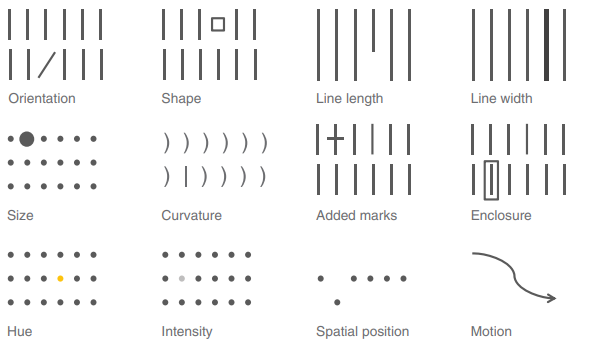 Orientation
Shape
Line length
Line width
Size
Curvature
Added marks
Enclosure
Hue
Intensity
Spatial position
Motion